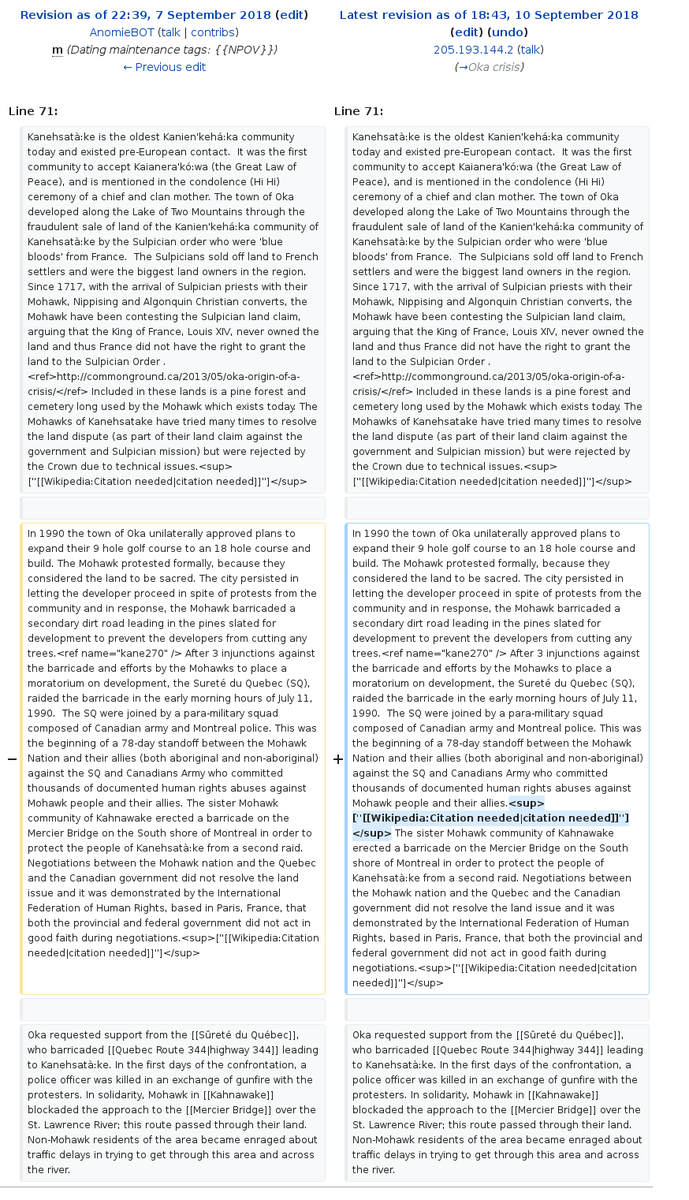 Revision as of 22:39, 7 September 2018 (edit)
AnomieBOT (talk | contribs)
m (Dating maintenance tags: {{NPOV}})
← Previous edit
Latest revision as of 18:43, 10 September 2018
(edit) (undo)
205.193.144.2 (talk)
(→Oka crisis)
Line 71:
Kanehsatà:ke is the oldest Kanien'kehá:ka community
today and existed pre-European contact.  It was the first
community to accept Kaianera'kó:wa (the Great Law of
Peace), and is mentioned in the condolence (Hi Hi)
ceremony of a chief and clan mother. The town of Oka
developed along the Lake of Two Mountains through the
fraudulent sale of land of the Kanien'kehá:ka community of
Kanehsatà:ke by the Sulpician order who were 'blue
bloods' from France.  The Sulpicians sold off land to French
settlers and were the biggest land owners in the region.
Since 1717, with the arrival of Sulpician priests with their
Mohawk, Nippising and Algonquin Christian converts, the
Mohawk have been contesting the Sulpician land claim,
arguing that the King of France, Louis XIV, never owned the
land and thus France did not have the right to grant the
land to the Sulpician Order .
<ref>http://commonground.ca/2013/05/oka-origin-of-a-
crisis/</ref> Included in these lands is a pine forest and
cemetery long used by the Mohawk which exists today. The
Mohawks of Kanehsatake have tried many times to resolve
the land dispute (as part of their land claim against the
government and Sulpician mission) but were rejected by
the Crown due to technical issues.<sup>
[''[[Wikipedia:Citation needed|citation needed]]'']</sup>
In 1990 the town of Oka unilaterally approved plans to
expand their 9 hole golf course to an 18 hole course and
build. The Mohawk protested formally, because they
considered the land to be sacred. The city persisted in
letting the developer proceed in spite of protests from the
community and in response, the Mohawk barricaded a
secondary dirt road leading in the pines slated for
development to prevent the developers from cutting any
trees.<ref name="kane270" /> After 3 injunctions against
the barricade and efforts by the Mohawks to place a
moratorium on development, the Sureté du Quebec (SQ),
raided the barricade in the early morning hours of July 11,
1990.  The SQ were joined by a para-military squad
composed of Canadian army and Montreal police. This was
the beginning of a 78-day standoff between the Mohawk
− Nation and their allies (both aboriginal and non-aboriginal)
against the SQ and Canadians Army who committed
thousands of documented human rights abuses against
Mohawk people and their allies. The sister Mohawk
community of Kahnawake erected a barricade on the
Mercier Bridge on the South shore of Montreal in order to
protect the people of Kanehsatà:ke from a second raid.
Negotiations between the Mohawk nation and the Quebec
and the Canadian government did not resolve the land
issue and it was demonstrated by the International
Federation of Human Rights, based in Paris, France, that
both the provincial and federal government did not act in
good faith during negotiations.<sup>[''[[Wikipedia:Citation
needed|citation needed]]'']</sup>
Oka requested support from the [[Sûreté du Québec]],
who barricaded [[Quebec Route 344|highway 344]] leading
to Kanehsatà:ke. In the first days of the confrontation, a
police officer was killed in an exchange of gunfire with the
protesters. In solidarity, Mohawk in [[Kahnawake]]
blockaded the approach to the [[Mercier Bridge]] over the
St. Lawrence River; this route passed through their land.
Non-Mohawk residents of the area became enraged about
traffic delays in trying to get through this area and across
the river.
Line 71:
Kanehsatà:ke is the oldest Kanien'kehá:ka community
today and existed pre-European contact.  It was the first
community to accept Kaianera'kó:wa (the Great Law of
Peace), and is mentioned in the condolence (Hi Hi)
ceremony of a chief and clan mother. The town of Oka
developed along the Lake of Two Mountains through the
fraudulent sale of land of the Kanien'kehá:ka community of
Kanehsatà:ke by the Sulpician order who were 'blue
bloods' from France.  The Sulpicians sold off land to French
settlers and were the biggest land owners in the region.
Since 1717, with the arrival of Sulpician priests with their
Mohawk, Nippising and Algonquin Christian converts, the
Mohawk have been contesting the Sulpician land claim,
arguing that the King of France, Louis XIV, never owned the
land and thus France did not have the right to grant the
land to the Sulpician Order .
<ref>http://commonground.ca/2013/05/oka-origin-of-a-
crisis/</ref> Included in these lands is a pine forest and
cemetery long used by the Mohawk which exists today. The
Mohawks of Kanehsatake have tried many times to resolve
the land dispute (as part of their land claim against the
government and Sulpician mission) but were rejected by
the Crown due to technical issues.<sup>
[''[[Wikipedia:Citation needed|citation needed]]'']</sup>
In 1990 the town of Oka unilaterally approved plans to
expand their 9 hole golf course to an 18 hole course and
build. The Mohawk protested formally, because they
considered the land to be sacred. The city persisted in
letting the developer proceed in spite of protests from the
community and in response, the Mohawk barricaded a
secondary dirt road leading in the pines slated for
development to prevent the developers from cutting any
trees.<ref name="kane270" /> After 3 injunctions against
the barricade and efforts by the Mohawks to place a
moratorium on development, the Sureté du Quebec (SQ),
raided the barricade in the early morning hours of July 11,
1990.  The SQ were joined by a para-military squad
composed of Canadian army and Montreal police. This was
the beginning of a 78-day standoff between the Mohawk
+ Nation and their allies (both aboriginal and non-aboriginal)
against the SQ and Canadians Army who committed
thousands of documented human rights abuses against
Mohawk people and their allies.<sup>
[''[[Wikipedia:Citation needed|citation needed]]'']
</sup> The sister Mohawk community of Kahnawake
erected a barricade on the Mercier Bridge on the South
shore of Montreal in order to protect the people of
Kanehsatà:ke from a second raid. Negotiations between
the Mohawk nation and the Quebec and the Canadian
government did not resolve the land issue and it was
demonstrated by the International Federation of Human
Rights, based in Paris, France, that both the provincial and
federal government did not act in good faith during
negotiations.<sup>[''[[Wikipedia:Citation needed|citation
needed]]'']</sup>
Oka requested support from the [[Sûreté du Québec]],
who barricaded [[Quebec Route 344|highway 344]] leading
to Kanehsatà:ke. In the first days of the confrontation, a
police officer was killed in an exchange of gunfire with the
protesters. In solidarity, Mohawk in [[Kahnawake]]
blockaded the approach to the [[Mercier Bridge]] over the
St. Lawrence River; this route passed through their land.
Non-Mohawk residents of the area became enraged about
traffic delays in trying to get through this area and across
the river.